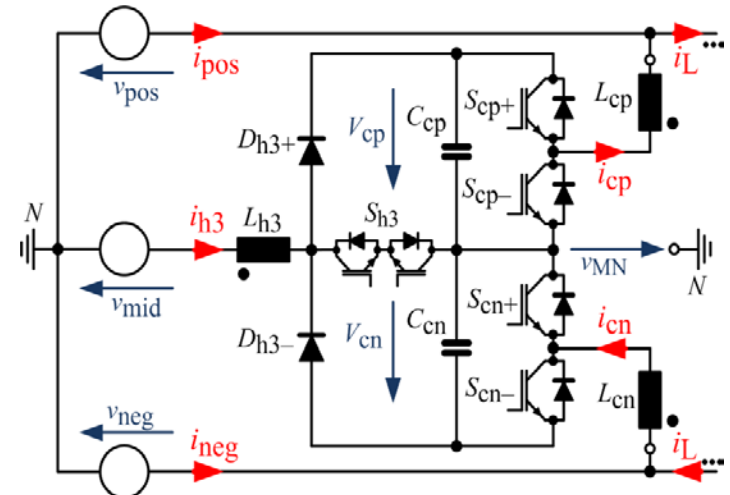 ipos
iL
...
vpos
Scp+
Lcp
Ccp
Vcp
Dh3+
icp
Scp–
Sh3
N
ih3
Lh3
vMN
N
vmid
Scn+
icn
Vcn
Ccn
Dh3–
Scn–
Lcn
vneg
ineg
iL
...